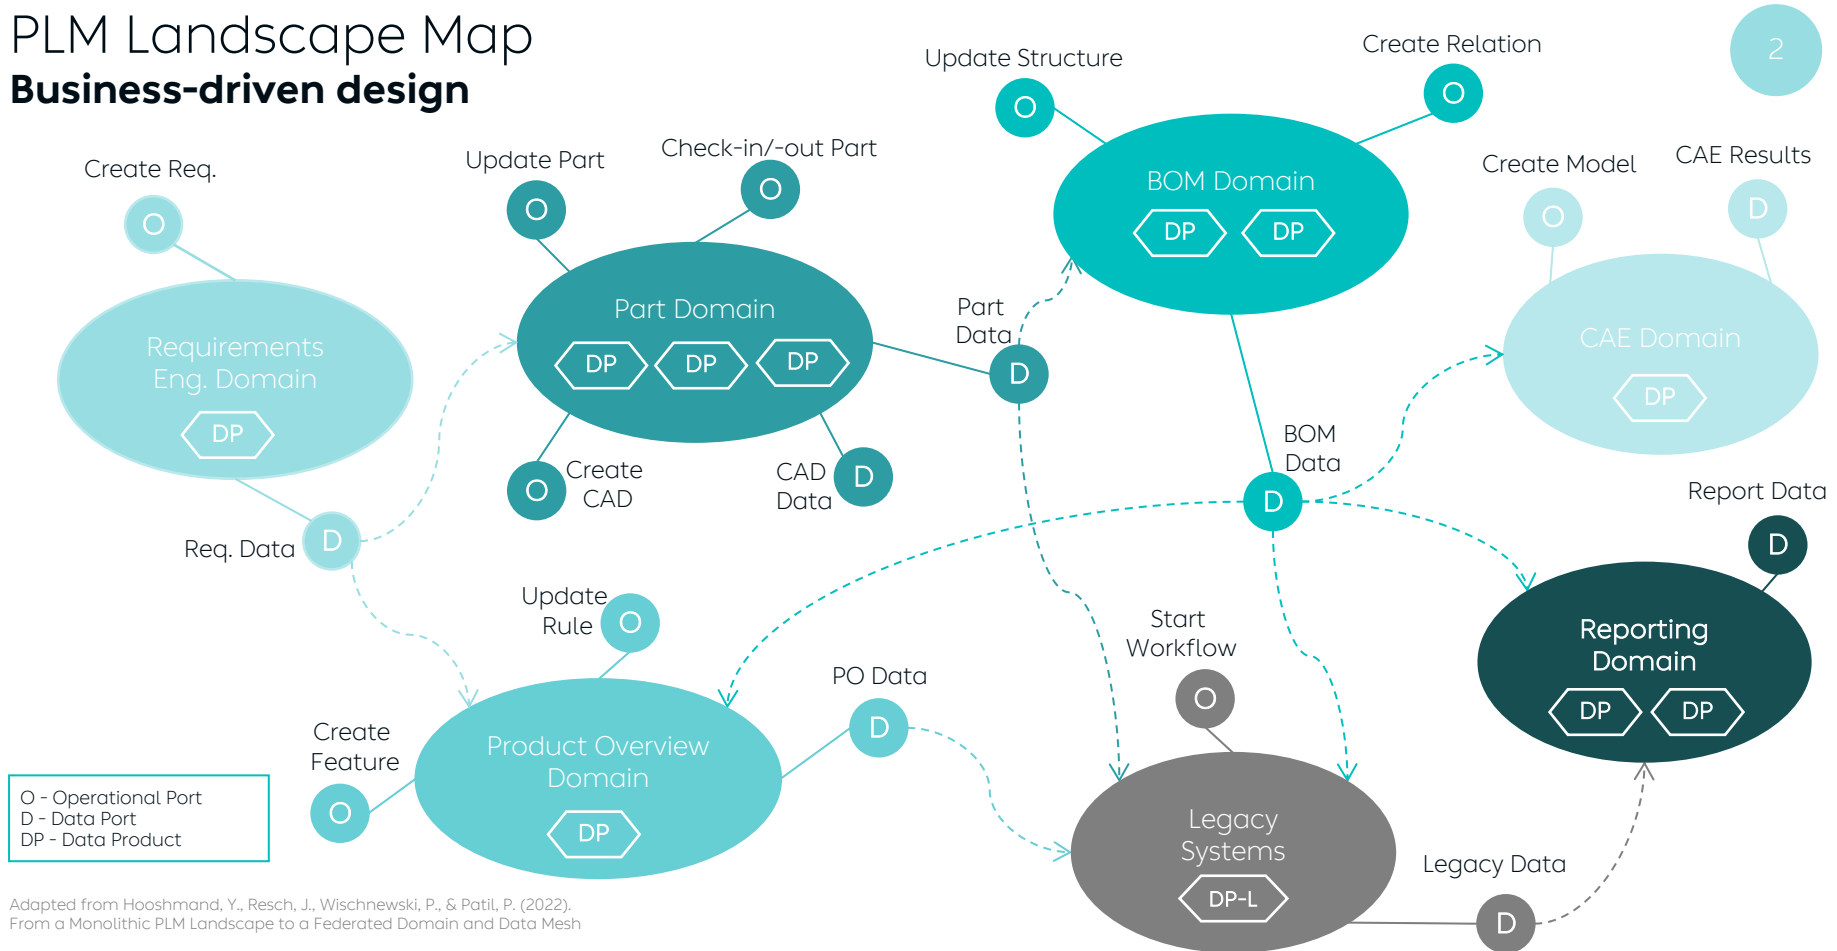 PLM Landscape Map
Business-driven design
2
Update Structure
O
Create Relation
O
BOM Domain
DP
DP
Create Model
O
CAE Results
D
CAE Domain
DP
Create Req.
O
Requirements
Eng. Domain
DP
Req. Data
D
Update Part
O
Check-in/-out Part
O
Part Domain
DP
DP
DP
Create
CAD
O
CAD
Data
D
Part
Data
D
BOM
Data
D
Report Data
D
Reporting
Domain
DP
DP
Update
Rule
O
Create
Feature
O
Product Overview
Domain
DP
PO Data
D
Start
Workflow
O
Legacy
Systems
DP-L
Legacy Data
D
O - Operational Port
D - Data Port
DP - Data Product
Adapted from Hooshmand, Y., Resch, J., Wischnewski, P., & Patil, P. (2022).
From a Monolithic PLM Landscape to a Federated Domain and Data Mesh